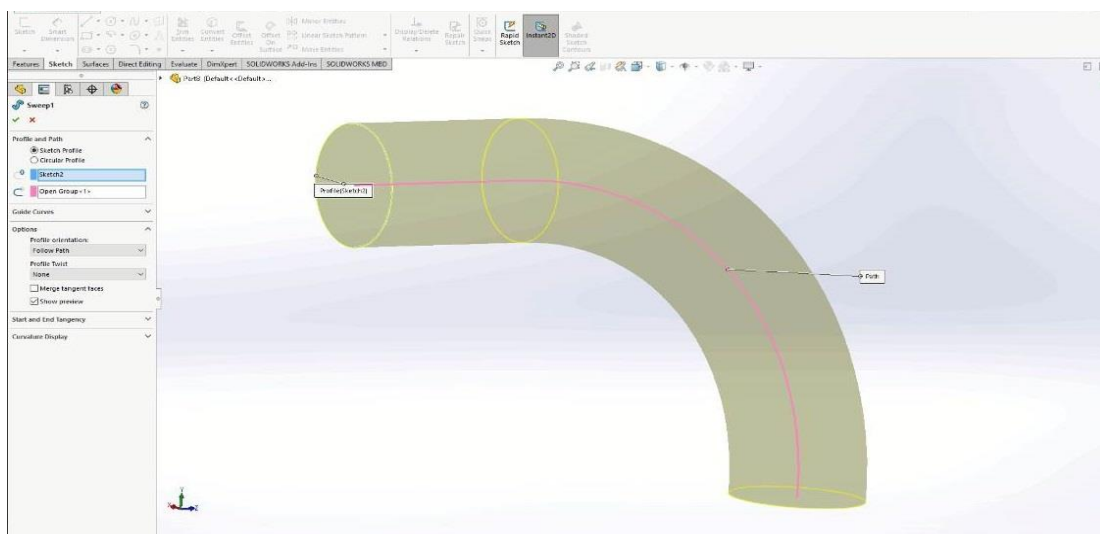 Sketch Smart Dimension Trim Entities Convert Entities Offset Entities Offset On Surface Mirror Entities Linear Sketch Pattern Move Entities Display/Delete Relations Repair Sketch Quick Snaps Rapid Sketch Instant2D Shaded Sketch Contours
Features Sketch Surfaces Direct Editing Evaluate DimXpert SOLIDWORKS Add-Ins SOLIDWORKS MBD
Part8 (Default<<Default>...
Sweep1
Profile and Path
Sketch Profile
Circular Profile
Sketch2
Open Group<1>
Guide Curves
Options
Profile orientation:
Follow Path
Profile Twist
None
Merge tangent faces
Show preview
Start and End Tangency
Curvature Display
Profile(Sketch2)
Path
Y
Z